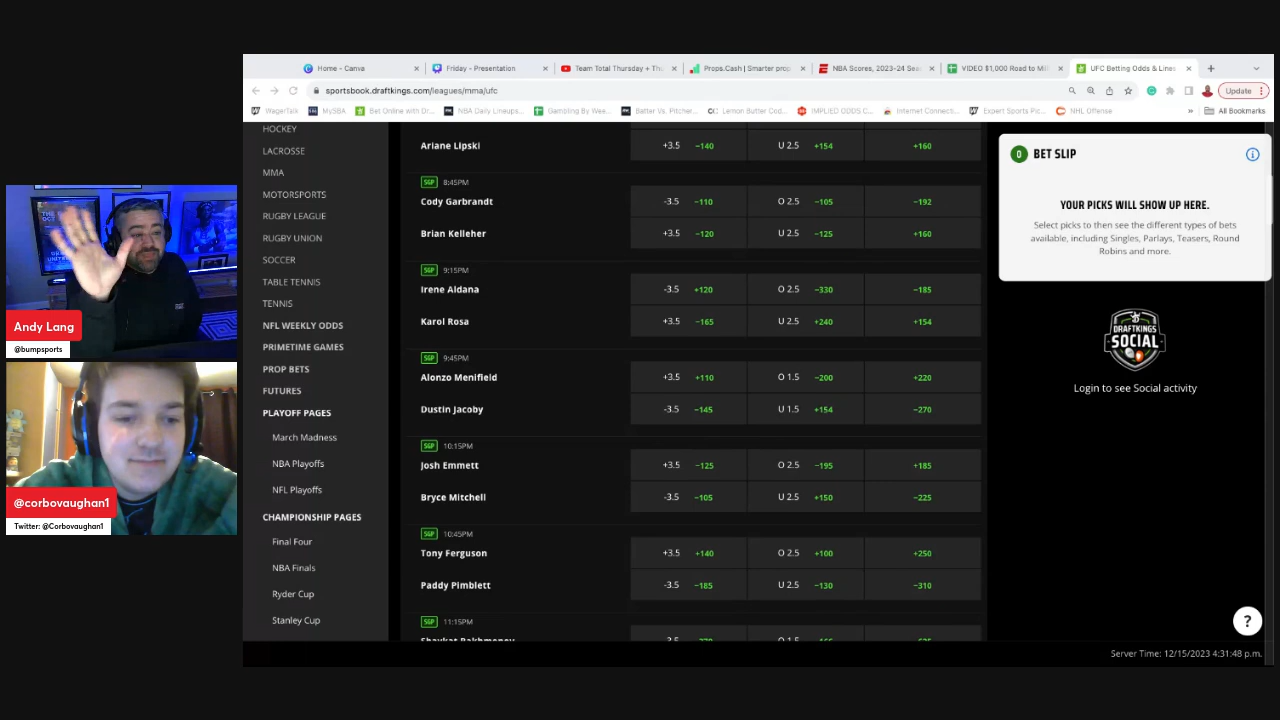 Home - Canva
Friday - Presentation
Team Total Thursday + Thu
Props.Cash | Smarter prop
NBA Scores, 2023-24 Seas
VIDEO $1,000 Road to Mill
UFC Betting Odds & Lines
sportsbook.draftkings.com/leagues/mma/ufc
Update
WagerTalk
MySBA
Bet Online with Dr...
NBA Daily Lineups...
Gambling By Wee...
Batter Vs. Pitcher...
Lemon Butter Cod...
IMPLIED ODDS C...
Internet Connecti...
Expert Sports Pic...
NHL Offense
»
All Bookmarks
HOCKEY
LACROSSE
MMA
MOTORSPORTS
RUGBY LEAGUE
RUGBY UNION
SOCCER
TABLE TENNIS
TENNIS
NFL WEEKLY ODDS
PRIMETIME GAMES
PROP BETS
FUTURES
PLAYOFF PAGES
March Madness
NBA Playoffs
NFL Playoffs
CHAMPIONSHIP PAGES
Final Four
NBA Finals
Ryder Cup
Stanley Cup
Ariane Lipski +3.5 −140 U 2.5 +154 +160
SGP 8:45PM
Cody Garbrandt -3.5 −110 O 2.5 −105 −192
Brian Kelleher +3.5 −120 U 2.5 −125 +160
SGP 9:15PM
Irene Aldana -3.5 +120 O 2.5 −330 −185
Karol Rosa +3.5 −165 U 2.5 +240 +154
SGP 9:45PM
Alonzo Menifield +3.5 +110 O 1.5 −200 +220
Dustin Jacoby -3.5 −145 U 1.5 +154 −270
SGP 10:15PM
Josh Emmett +3.5 −125 O 2.5 −195 +185
Bryce Mitchell -3.5 −105 U 2.5 +150 −225
SGP 10:45PM
Tony Ferguson +3.5 +140 O 2.5 +100 +250
Paddy Pimblett -3.5 −185 U 2.5 −130 −310
SGP 11:15PM
0 BET SLIP
YOUR PICKS WILL SHOW UP HERE.
Select picks to then see the different types of bets
available, including Singles, Parlays, Teasers, Round
Robins and more.
DRAFTKINGS
SOCIAL
Login to see Social activity
?
Server Time: 12/15/2023 4:31:48 p.m.
Andy Lang
@bumpsports
@corbovaughan1
Twitter: @Corbovaughan1